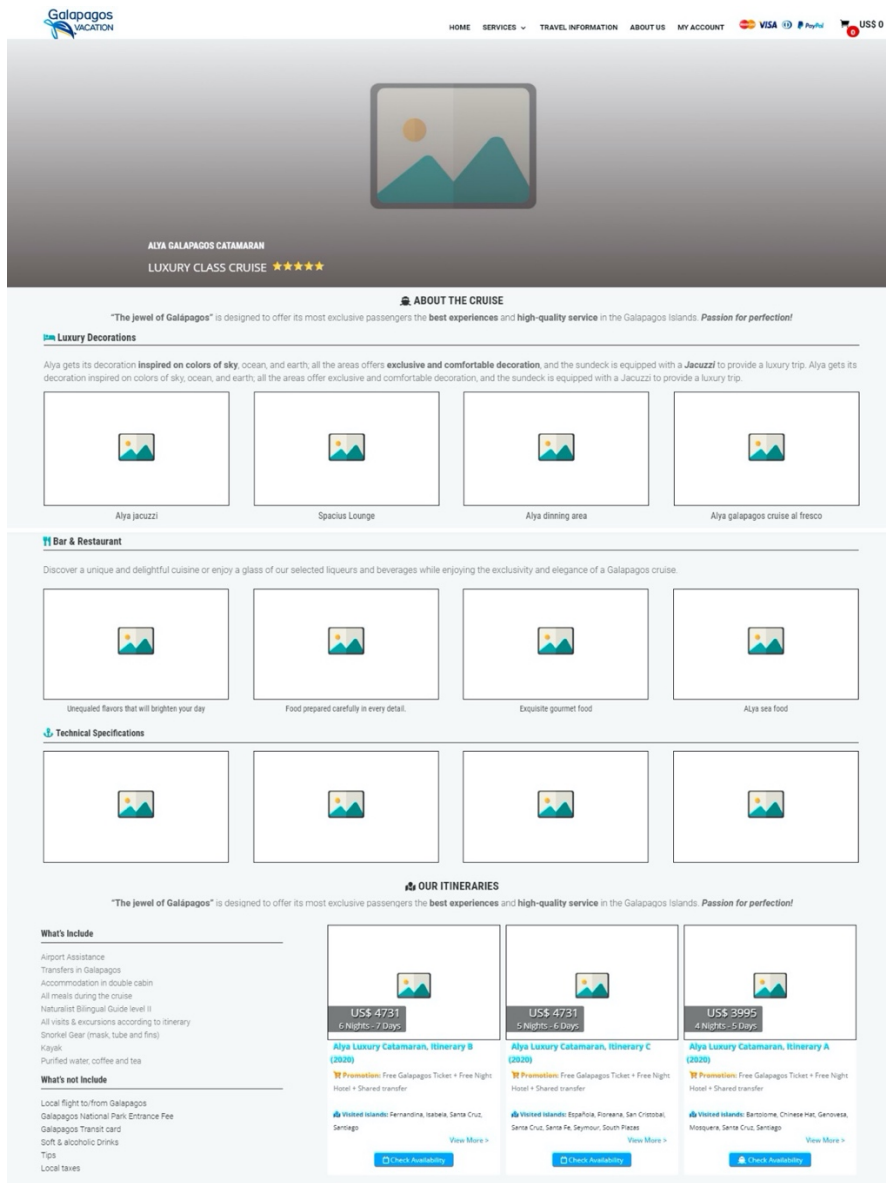 Galapagos
VACATION
HOME SERVICES TRAVEL INFORMATION ABOUT US MY ACCOUNT VISA PayPal 0 US$ 0
ALYA GALAPAGOS CATAMARAN
LUXURY CLASS CRUISE
ABOUT THE CRUISE
"The jewel of Galápagos" is designed to offer its most exclusive passengers the best experiences and high-quality service in the Galapagos Islands. Passion for perfection!
Luxury Decorations
Alya gets its decoration inspired on colors of sky, ocean, and earth; all the areas offers exclusive and comfortable decoration, and the sundeck is equipped with a Jacuzzi to provide a luxury trip. Alya gets its
decoration inspired on colors of sky, ocean, and earth; all the areas offer exclusive and comfortable decoration, and the sundeck is equipped with a Jacuzzi to provide a luxury trip.
Alya jacuzzi
Spacius Lounge
Alya dinning area
Alya galapagos cruise al fresco
Bar & Restaurant
Discover a unique and delightful cuisine or enjoy a glass of our selected liqueurs and beverages while enjoying the exclusivity and elegance of a Galapagos cruise.
Unequaled flavors that will brighten your day
Food prepared carefully in every detail.
Exquisite gourmet food
ALya sea food
Technical Specifications
OUR ITINERARIES
"The jewel of Galápagos" is designed to offer its most exclusive passengers the best experiences and high-quality service in the Galapagos Islands. Passion for perfection!
What's Include
Airport Assistance
Transfers in Galapagos
Accommodation in double cabin
All meals during the cruise
Naturalist Bilingual Guide level II
All visits & excursions according to itinerary
Snorkel Gear (mask, tube and fins)
Kayak
Purified water, coffee and tea
What's not Include
Local flight to/from Galapagos
Galapagos National Park Entrance Fee
Galapagos Transit card
Soft & alcoholic Drinks
Tips
Local taxes
US$ 4731
6 Nights - 7 Days
Alya Luxury Catamaran, Itinerary B
(2020)
Promotion: Free Galapagos Ticket + Free Night
Hotel + Shared transfer
Visited Islands: Fernandina, Isabela, Santa Cruz,
Santiago
View More »
Check Availability
US$ 4731
5 Nights - 6 Days
Alya Luxury Catamaran, Itinerary C
(2020)
Promotion: Free Galapagos Ticket + Free Night
Hotel + Shared transfer
Visited Islands: Española, Floreana, San Cristobal,
Santa Cruz, Santa Fe, Seymour, South Plazas
View More »
Check Availability
US$ 3995
4 Nights - 5 Days
Alya Luxury Catamaran, Itinerary A
(2020)
Promotion: Free Galapagos Ticket + Free Night
Hotel + Shared transfer
Visited Islands: Bartolome, Chinese Hat, Genovesa,
Mosquera, Santa Cruz, Santiago
View More »
Check Availability